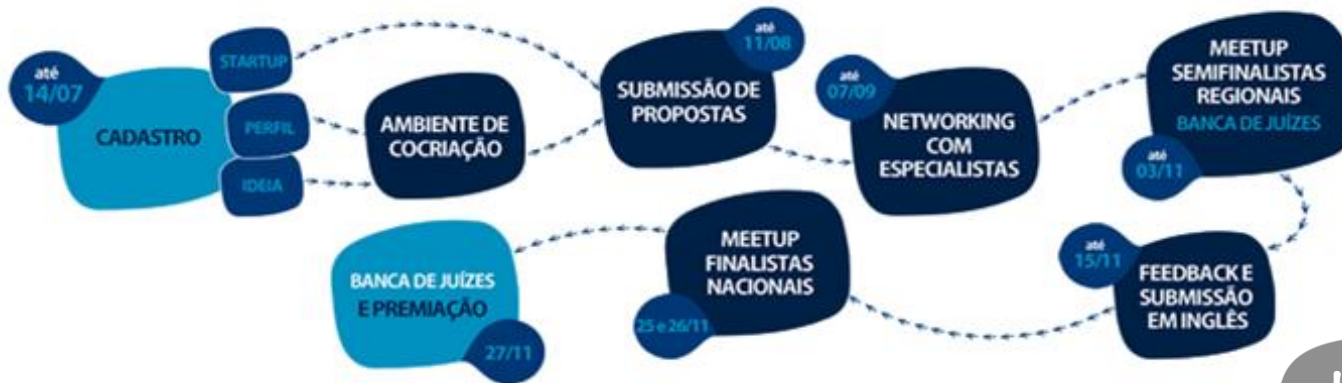 até
14/07
CADASTRO
STARTUP
PERFIL
IDEIA
AMBIENTE DE
COCRIAÇÃO
até
11/08
SUBMISSÃO DE
PROPOSTAS
até
07/09
NETWORKING
COM
ESPECIALISTAS
MEETUP
SEMIFINALISTAS
REGIONAIS
BANCA DE JUÍZES
até
03/11
até
15/11
FEEDBACK E
SUBMISSÃO
EM INGLÊS
MEETUP
FINALISTAS
NACIONAIS
25 e 26/11
BANCA DE JUÍZES
E PREMIAÇÃO
27/11